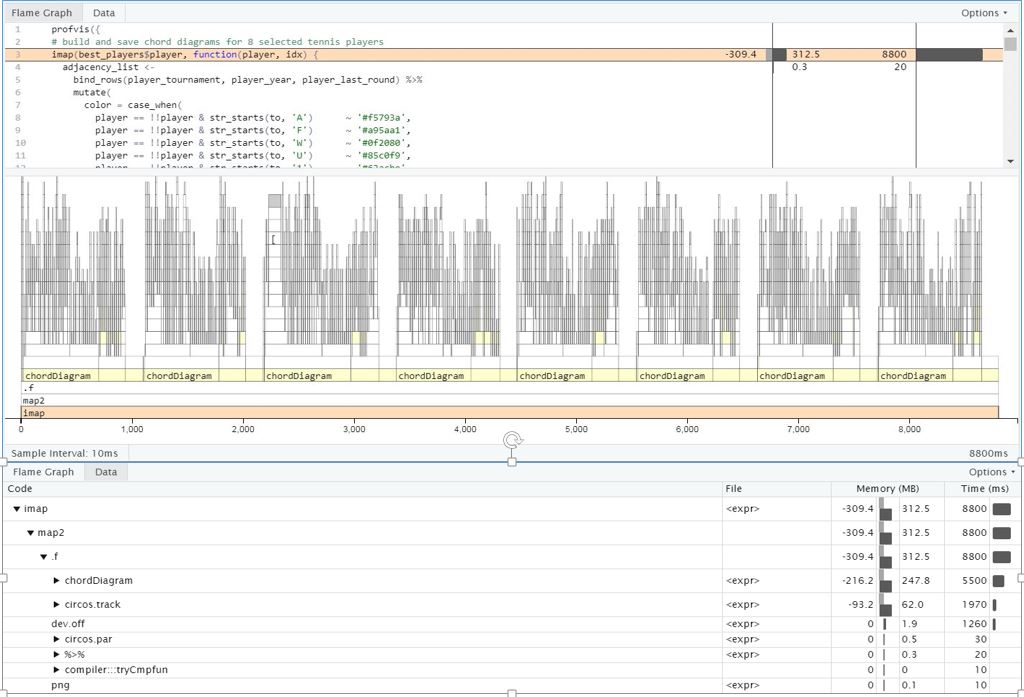 Flame Graph Data Options ▾
1 profvis({
2 # build and save chord diagrams for 8 selected tennis players
3 imap(best_players$player, function(player, idx) { -309.4 312.5 8800
4 adjacency_list <- 0.3 20
5 bind_rows(player_tournament, player_year, player_last_round) %>%
6 mutate(
7 color = case_when(
8 player == !!player & str_starts(to, 'A') ~ '#f5793a',
9 player == !!player & str_starts(to, 'F') ~ '#a95aa1',
10 player == !!player & str_starts(to, 'W') ~ '#0f2080',
11 player == !!player & str_starts(to, 'U') ~ '#85c0f9',
[
chordDiagram chordDiagram chordDiagram chordDiagram chordDiagram chordDiagram chordDiagram chordDiagram
.f
map2
imap
0 1,000 2,000 3,000 4,000 5,000 6,000 7,000 8,000
Sample Interval: 10ms 8800ms
Flame Graph Data Options ▾
Code File Memory (MB) Time (ms)
▼ imap <expr> -309.4 312.5 8800
▼ map2 -309.4 312.5 8800
▼ .f -309.4 312.5 8800
▶ chordDiagram <expr> -216.2 247.8 5500
▶ circos.track <expr> -93.2 62.0 1970
dev.off <expr> 0 1.9 1260
▶ circos.par <expr> 0 0.5 30
▶ %>% <expr> 0 0.3 20
▶ compiler:::tryCmpfun 0 0 10
png <expr> 0 0.1 10